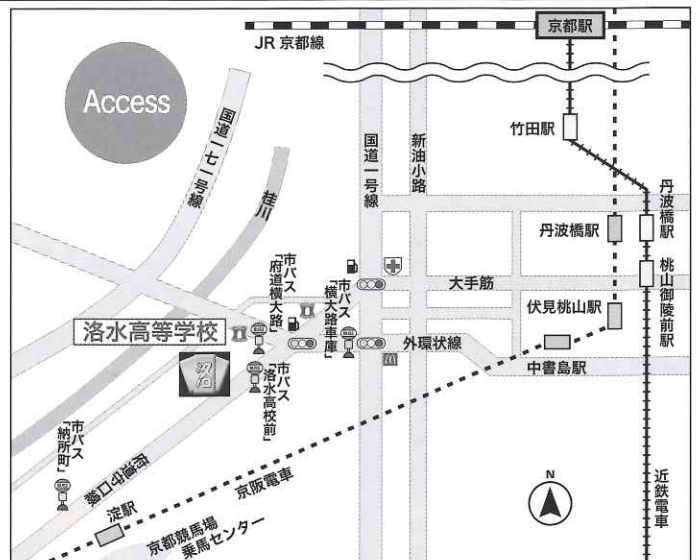 京都駅
JR 京都線
Access
国道一七一号線
桂川
国道一号線
新油小路
竹田駅
丹波橋駅
丹波橋駅
桃山御陵前駅
大手筋
伏見桃山駅
市バス
「府道横大路」
市バス
「横大路車庫」
洛水高等学校
外環状線
中書島駅
市バス
「洛水高校前」
市バス
「納所町」
府道守口線
京阪電車
淀駅
京都競馬場
乗馬センター
近鉄電車
N